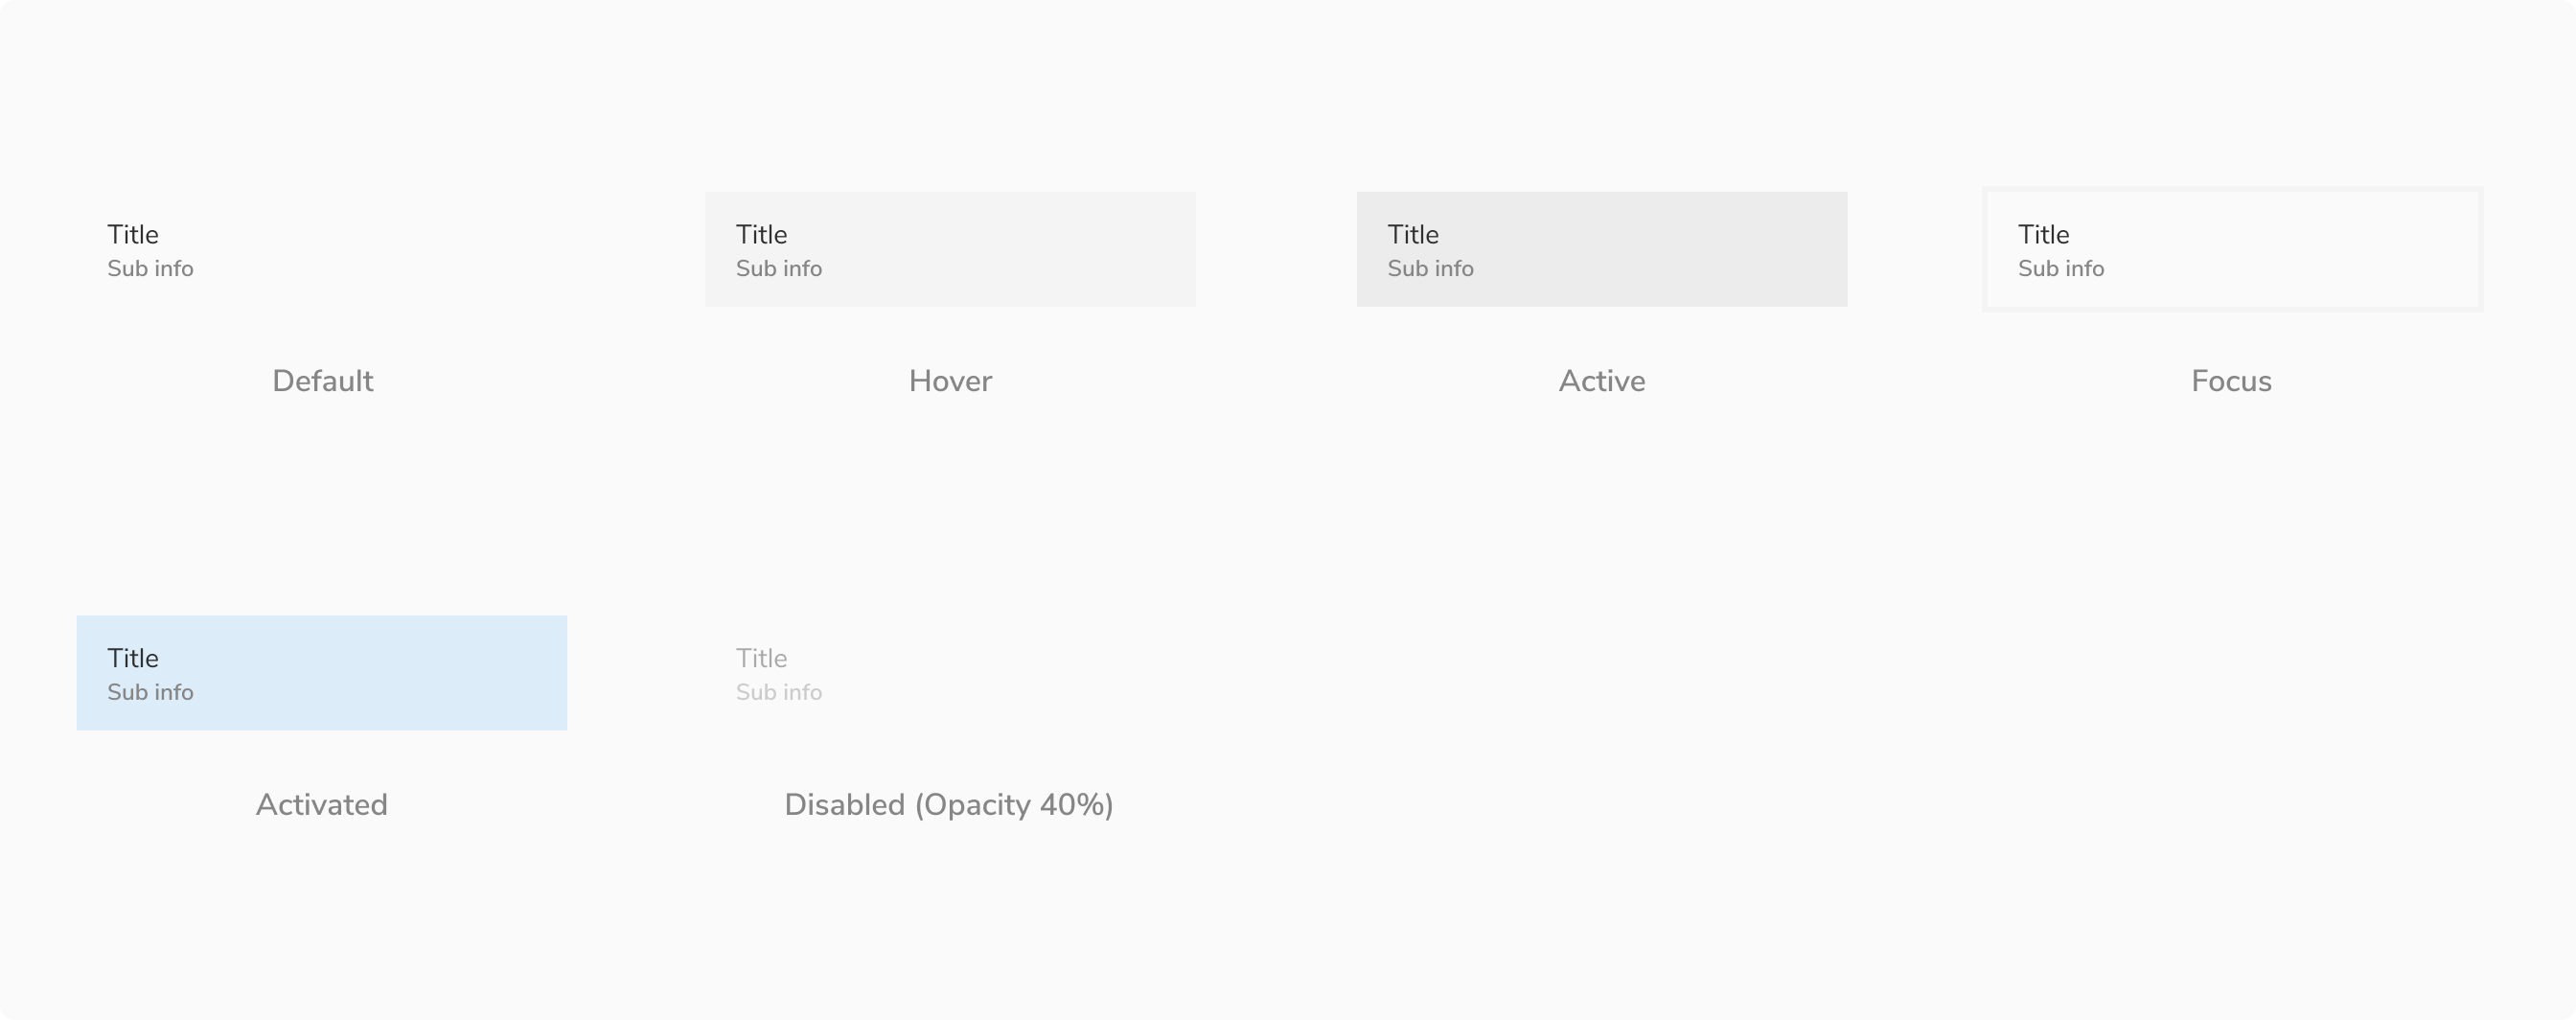 Title
Sub info
Default
Title
Sub info
Hover
Title
Sub info
Active
Title
Sub info
Focus
Title
Sub info
Activated
Title
Sub info
Disabled (Opacity 40%)